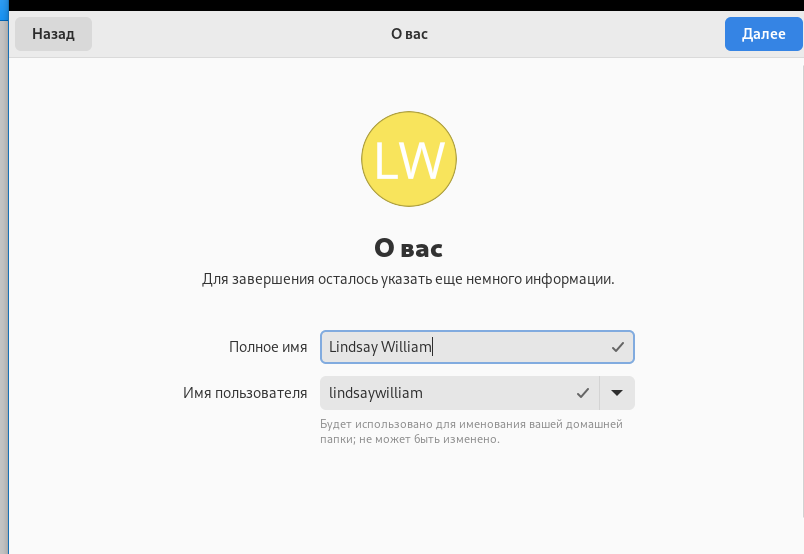 Назад
О вас
Далее
LW
О вас
Для завершения осталось указать еще немного информации.
Полное имя
Lindsay William
Имя пользователя
lindsaywilliam
Будет использовано для именования вашей домашней
папки; не может быть изменено.